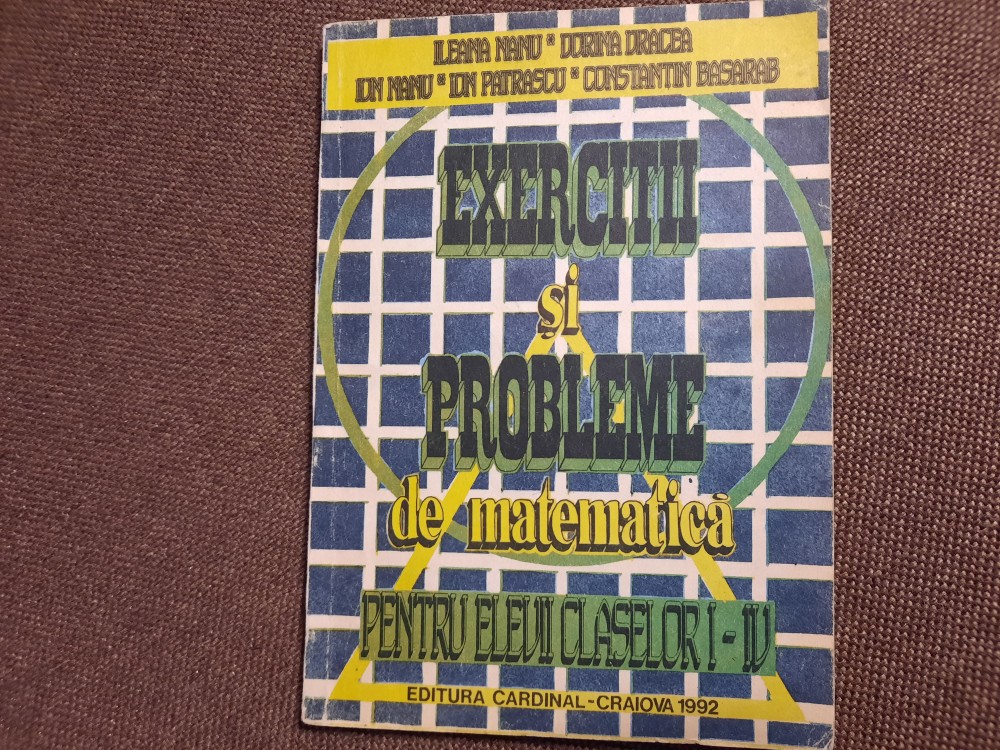 ILEANA NANU * DORINA DRACEA
ION NANU * ION PATRASCU * CONSTANTIN BASARAB
EXERCITII
și
PROBLEME
de matematică
PENTRU ELEVII CLASELOR I - IV
EDITURA CARDINAL-CRAIOVA 1992